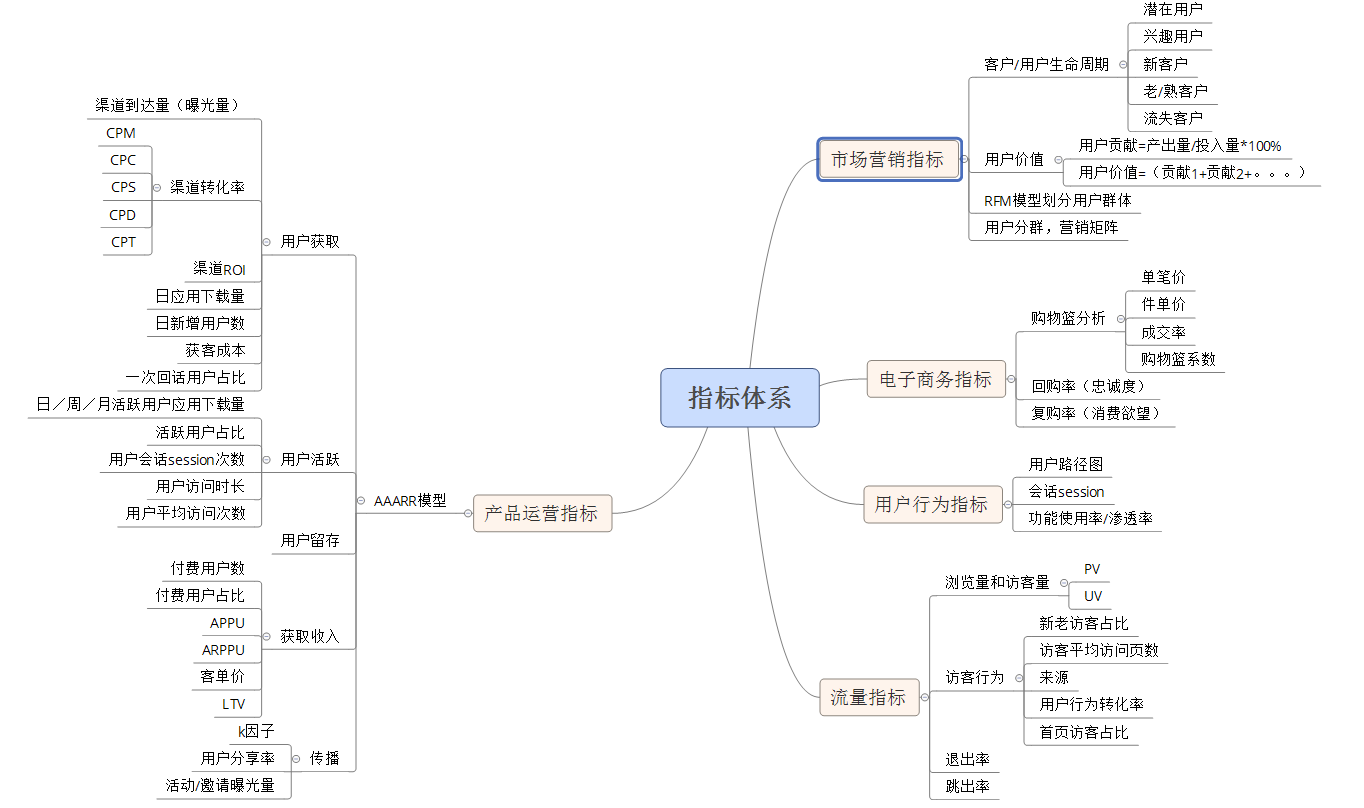 指标体系
市场营销指标
客户/用户生命周期
潜在用户
兴趣用户
新客户
老/熟客户
流失客户
用户价值
用户贡献=产出量/投入量*100%
用户价值=（贡献1+贡献2+。。。）
RFM模型划分用户群体
用户分群，营销矩阵
电子商务指标
购物篮分析
单笔价
件单价
成交率
购物篮系数
回购率（忠诚度）
复购率（消费欲望）
用户行为指标
用户路径图
会话session
功能使用率/渗透率
流量指标
浏览量和访客量
PV
UV
访客行为
新老访客占比
访客平均访问页数
来源
用户行为转化率
首页访客占比
退出率
跳出率
产品运营指标
AAARR模型
用户获取
渠道到达量（曝光量）
渠道转化率
CPM
CPC
CPS
CPD
CPT
渠道ROI
日应用下载量
日新增用户数
获客成本
一次回话用户占比
用户活跃
日／周／月活跃用户应用下载量
活跃用户占比
用户会话session次数
用户访问时长
用户平均访问次数
用户留存
获取收入
付费用户数
付费用户占比
APPU
ARPPU
客单价
LTV
传播
k因子
用户分享率
活动/邀请曝光量